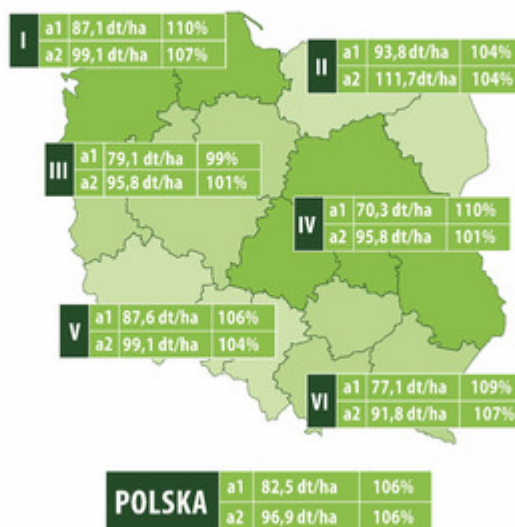 I
a1 87,1 dt/ha 110%
a2 99,1 dt/ha 107%
II
a1 93,8 dt/ha 104%
a2 111,7dt/ha 104%
III
a1 79,1 dt/ha 99%
a2 95,8 dt/ha 101%
IV
a1 70,3 dt/ha 110%
a2 95,8 dt/ha 101%
V
a1 87,6 dt/ha 106%
a2 99,1 dt/ha 104%
VI
a1 77,1 dt/ha 109%
a2 91,8 dt/ha 107%
POLSKA
a1 82,5 dt/ha 106%
a2 96,9 dt/ha 106%